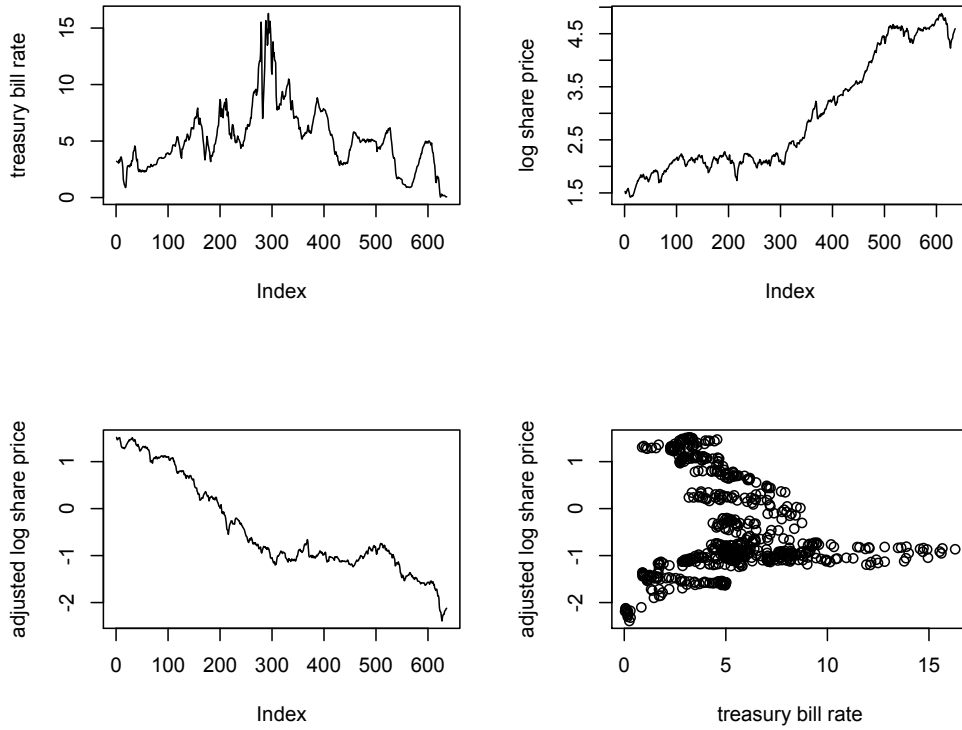 treasury bill rate
15
10
5
0
0 100 200 300 400 500 600
Index
log share price
4.5
3.5
2.5
1.5
0 100 200 300 400 500 600
Index
adjusted log share price
1
0
-1
-2
0 100 200 300 400 500 600
Index
adjusted log share price
1
0
-1
-2
0 5 10 15
treasury bill rate